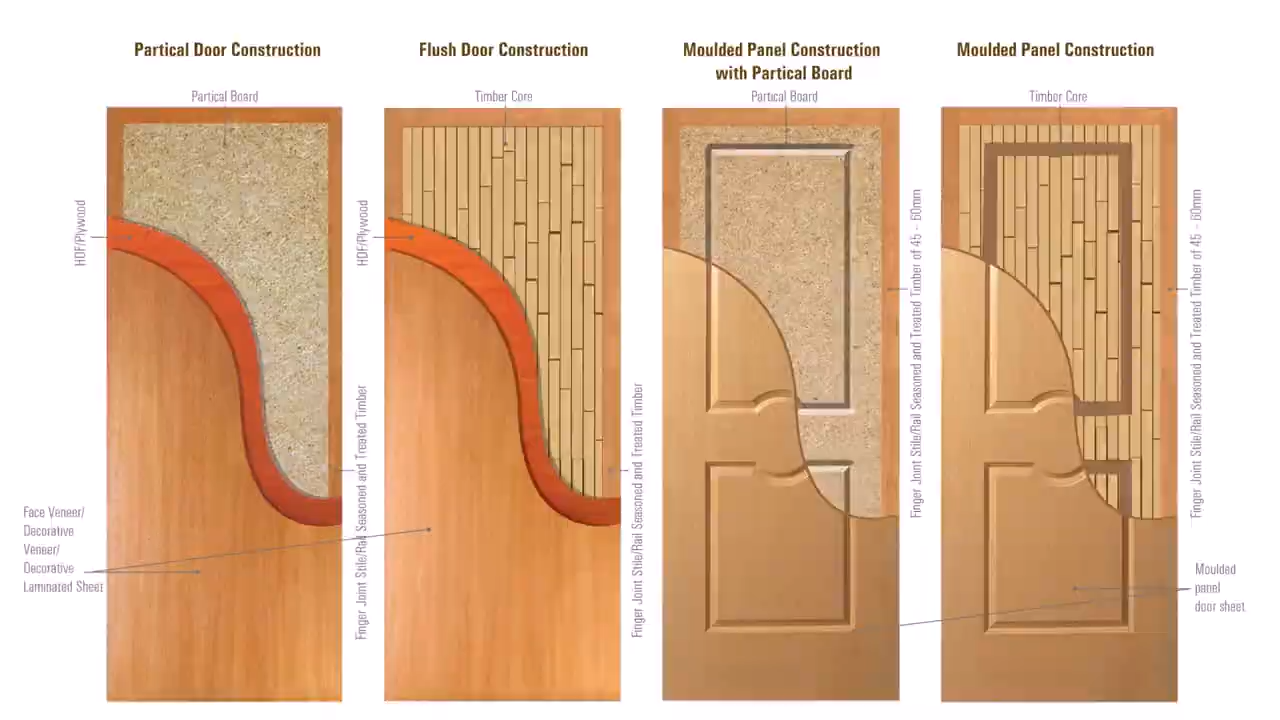 Partical Door Construction
Flush Door Construction
Moulded Panel Construction
with Partical Board
Moulded Panel Construction
Partical Board
Timber Core
Partical Board
Timber Core
HDF/Plywood
HDF/Plywood
Finger Joint Stile/Rail Seasoned and Treated Timber
Finger Joint Stile/Rail Seasoned and Treated Timber
Finger Joint Stile/Rail Seasoned and Treated Timber of 45 - 60mm
Finger Joint Stile/Rail Seasoned and Treated Timber of 45 - 60mm
Face Veneer/
Decorative
Veneer/
Decorative
Laminated Sheet
Moulded
panel
door sheet